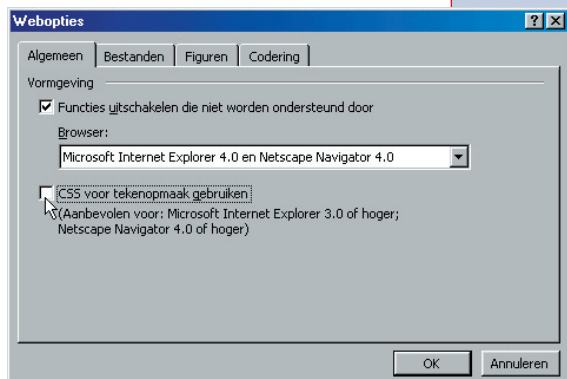 Webopties
Algemeen Bestanden Figuren Codering
Vormgeving
Functies uitschakelen die niet worden ondersteund door
Browser:
Microsoft Internet Explorer 4.0 en Netscape Navigator 4.0
CSS voor tekenopmaak gebruiken
(Aanbevolen voor: Microsoft Internet Explorer 3.0 of hoger;
Netscape Navigator 4.0 of hoger)
OK Annuleren